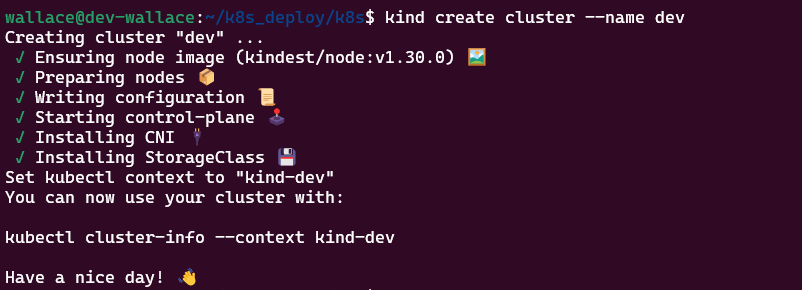 wallace@dev-wallace:~/k8s_deploy/k8s$ kind create cluster --name dev
Creating cluster "dev" ...
✓ Ensuring node image (kindest/node:v1.30.0) 🖼
✓ Preparing nodes 📦
✓ Writing configuration 📜
✓ Starting control-plane 🕹️
✓ Installing CNI 🔌
✓ Installing StorageClass 💾
Set kubectl context to "kind-dev"
You can now use your cluster with:
kubectl cluster-info --context kind-dev
Have a nice day! 👋